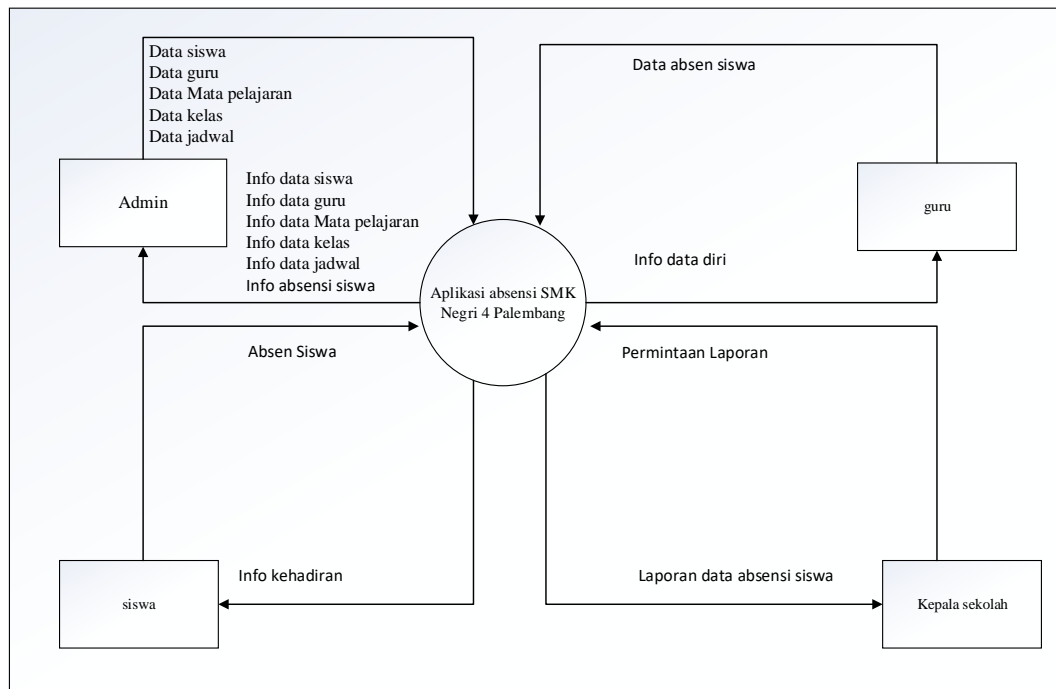 Data siswa
Data guru
Data Mata pelajaran
Data kelas
Data jadwal
Data absen siswa
Admin
Info data siswa
Info data guru
Info data Mata pelajaran
Info data kelas
Info data jadwal
Info absensi siswa
guru
Info data diri
Aplikasi absensi SMK
Negri 4 Palembang
Absen Siswa
Permintaan Laporan
Info kehadiran
Laporan data absensi siswa
siswa
Kepala sekolah